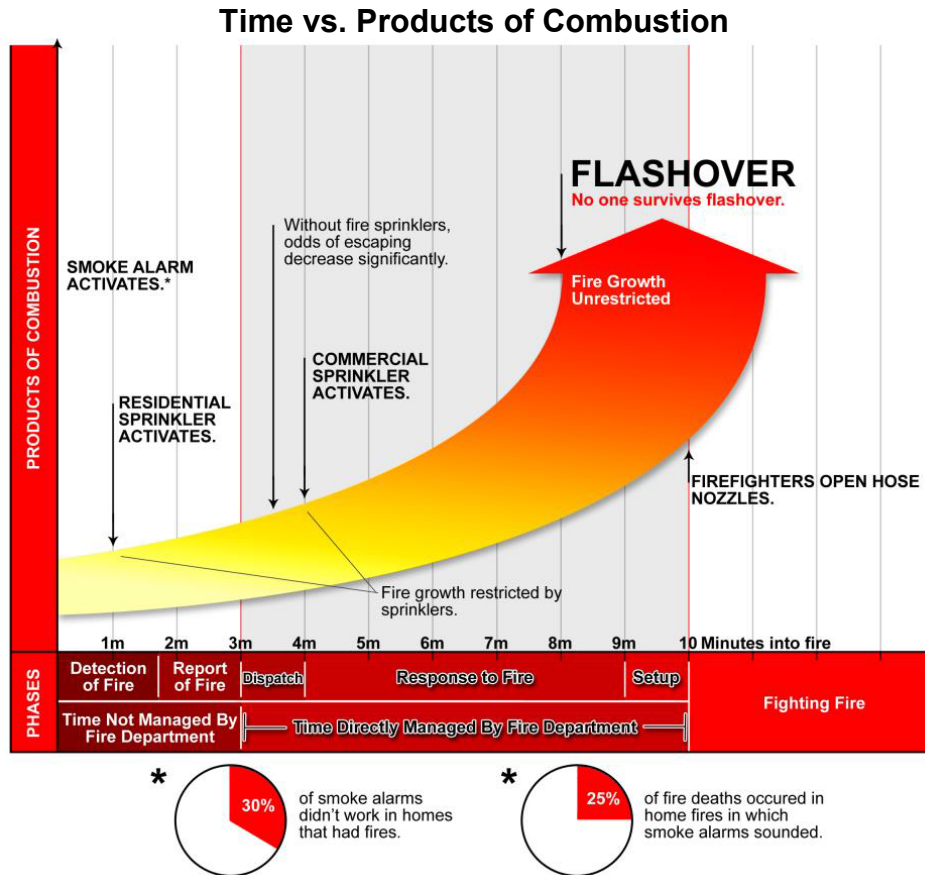 Time vs. Products of Combustion
PRODUCTS OF COMBUSTION
FLASHOVER
No one survives flashover.
Without fire sprinklers,
odds of escaping
decrease significantly.
SMOKE ALARM
ACTIVATES.*
Fire Growth
Unrestricted
COMMERCIAL
SPRINKLER
ACTIVATES.
RESIDENTIAL
SPRINKLER
ACTIVATES.
FIREFIGHTERS OPEN HOSE
NOZZLES.
Fire growth restricted by
sprinklers.
1m 2m 3m 4m 5m 6m 7m 8m 9m 10 Minutes into fire
PHASES
Detection
of Fire
Report
of Fire
Dispatch
Response to Fire
Setup
Fighting Fire
Time Not Managed By
Fire Department
Time Directly Managed By Fire Department
*
30%
of smoke alarms
didn't work in homes
that had fires.
*
25%
of fire deaths occured in
home fires in which
smoke alarms sounded.